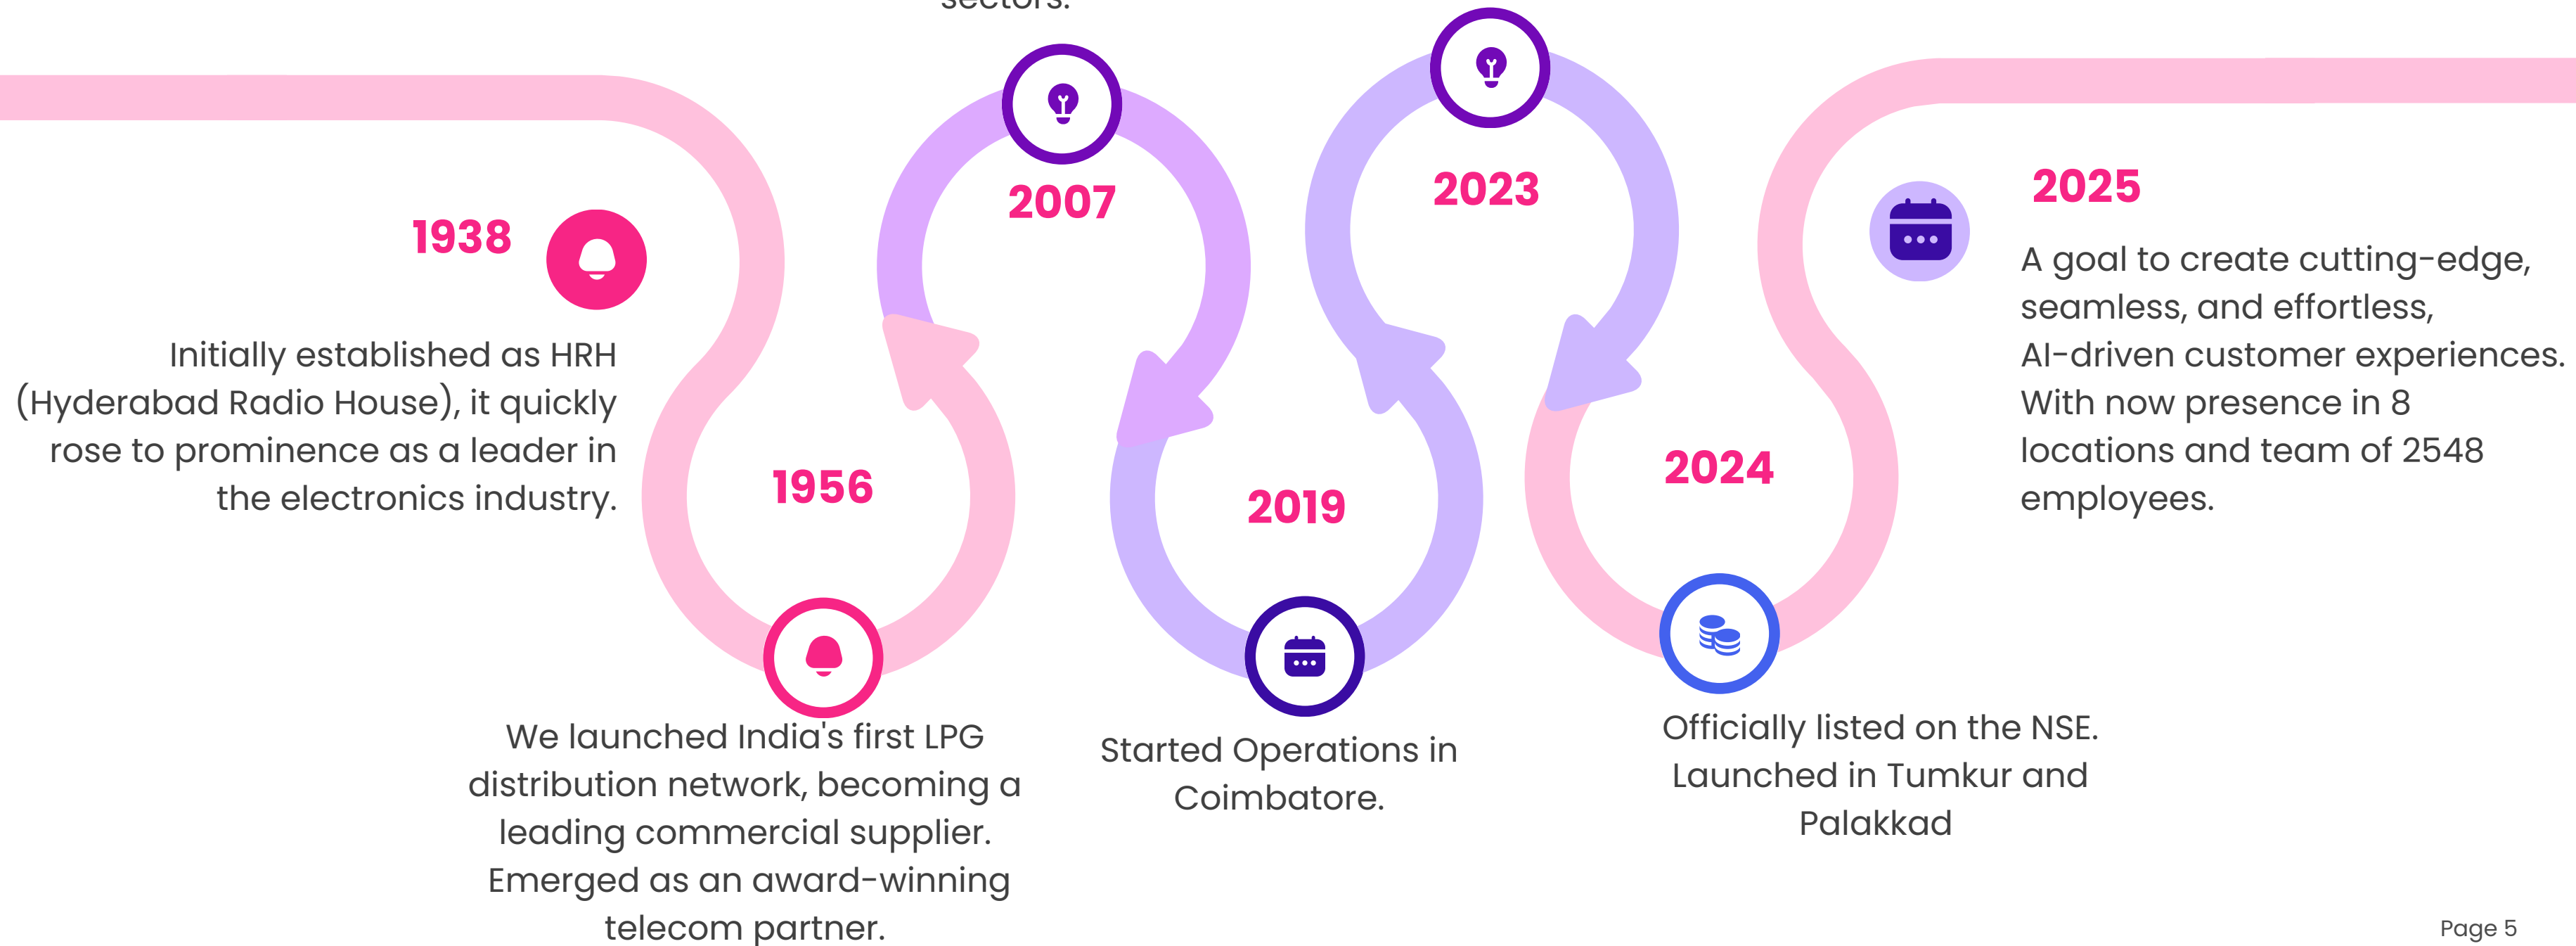 sectors.
1938
Initially established as HRH
(Hyderabad Radio House), it quickly
rose to prominence as a leader in
the electronics industry.
1956
We launched India's first LPG
distribution network, becoming a
leading commercial supplier.
Emerged as an award-winning
telecom partner.
2007
2019
Started Operations in
Coimbatore.
2023
2024
Officially listed on the NSE.
Launched in Tumkur and
Palakkad
2025
A goal to create cutting-edge,
seamless, and effortless,
AI-driven customer experiences.
With now presence in 8
locations and team of 2548
employees.
Page 5